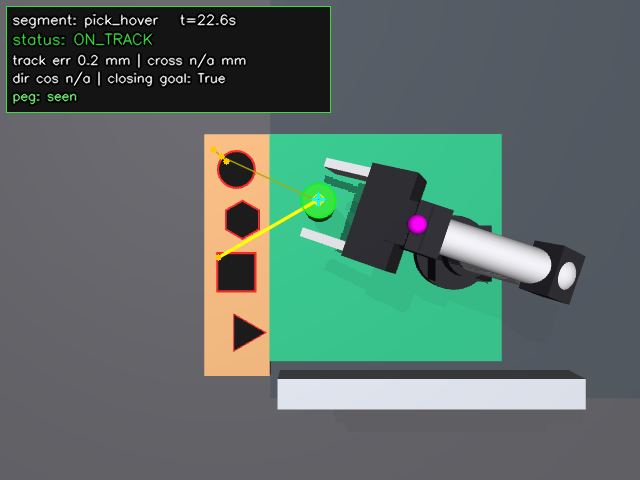 segment: pick_hover t=22.6s
status: ON_TRACK
track err 0.2 mm | cross n/a mm
dir cos n/a | closing goal: True
peg: seen